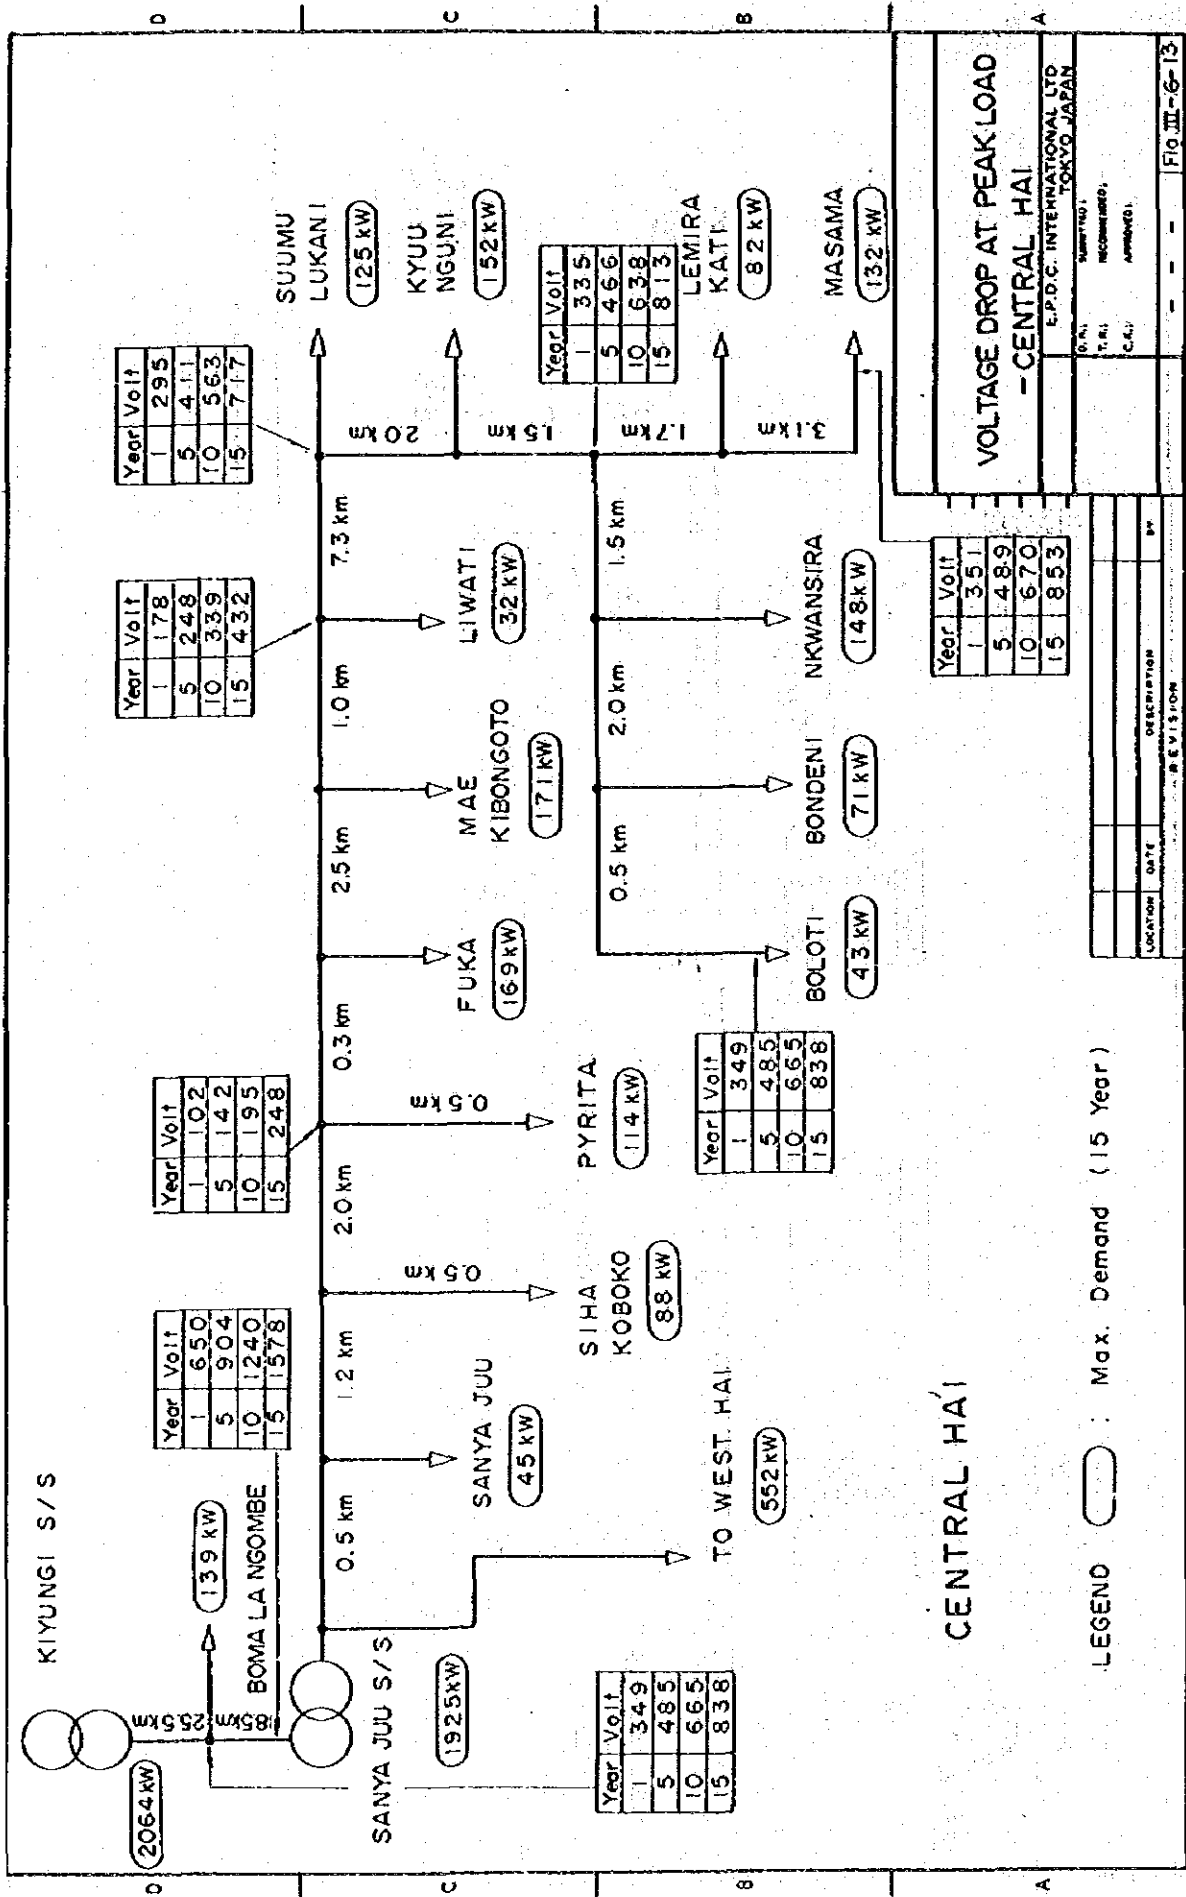 D
C
B
A
KIYUNGI S/S
2064 kW
25.5 km
139 kW
BOMA LA NGOMBE
8.5 km
Year Volt
1 650
5 904
10 1240
15 1578
SANYA JUU S/S
1925 kW
Year Volt
1 349
5 485
10 665
15 838
0.5 km
TO WEST HAI
552 kW
SANYA JUU
45 kW
1.2 km
SIHA
KOBOKO
88 kW
0.5 km
2.0 km
Year Volt
1 102
5 142
10 195
15 248
0.5 km
PYRITA
114 kW
0.3 km
FUKA
169 kW
2.5 km
MAE
KIBONGOTO
171 kW
1.0 km
Year Volt
1 178
5 248
10 339
15 432
LIWATI
32 kW
7.3 km
Year Volt
1 295
5 411
10 563
15 717
SUUMU
LUKANI
125 kW
2.0 km
KYUU
NGUNI
152 kW
1.5 km
Year Volt
1 335
5 466
10 638
15 813
1.7 km
LEMIRA
KATI
82 kW
3.1 km
MASAMA
132 kW
1.5 km
NKWANSIRA
148 kW
2.0 km
BONDENI
71 kW
0.5 km
BOLOTI
43 kW
Year Volt
1 349
5 485
10 665
15 838
Year Volt
1 351
5 489
10 670
15 853
CENTRAL HAI
LEGEND : Max. Demand (15 Year)
LOCATION DATE DESCRIPTION BY
REVISION
VOLTAGE DROP AT PEAK LOAD
- CENTRAL HAI
E.P.D.C. INTERNATIONAL LTD
TOKYO JAPAN
D.R.: SUBMITTED:
T.R.: RECOMMENDED:
C.K.: APPROVED:
- - - Fig III-6-13
D
C
B
A